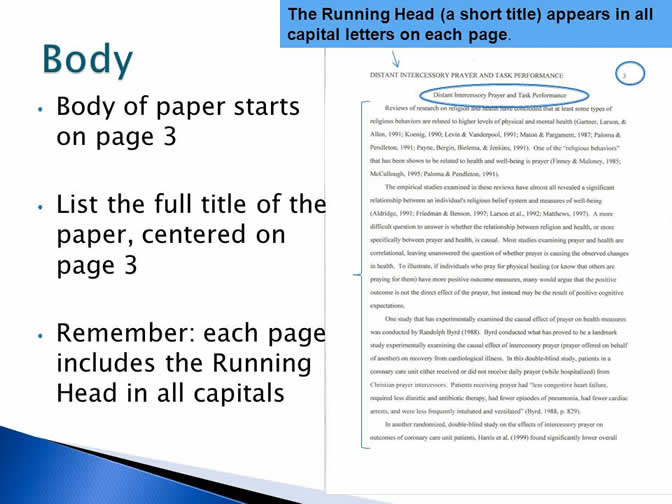 The Running Head (a short title) appears in all
capital letters on each page.
Body
• Body of paper starts
on page 3
• List the full title of the
paper, centered on
page 3
• Remember: each page
includes the Running
Head in all capitals
DISTANT INTERCESSORY PRAYER AND TASK PERFORMANCE 3
Distant Intercessory Prayer and Task Performance
Reviews of research on religion and health have concluded that at least some types of
religious behaviors are related to higher levels of physical and mental health (Gartner, Larson, &
Allen, 1991; Koenig, 1990; Levin & Vanderpool, 1991; Maton & Pargament, 1987; Paloma &
Pendleton, 1991; Payne, Bergin, Bielema, & Jenkins, 1991). One of the "religious behaviors"
that has been shown to be related to health and well-being is prayer (Finney & Maloney, 1985;
McCullough, 1995; Paloma & Pendleton, 1991).
The empirical studies examined in these reviews have almost all revealed a significant
relationship between an individual's religious belief system and measures of well-being
(Aldridge, 1991; Friedman & Benson, 1997; Larson et al., 1992; Matthews, 1997). A more
difficult question to answer is whether the relationship between religion and health, or more
specifically between prayer and health, is causal. Most studies examining prayer and health are
correlational, leaving unanswered the question of whether prayer is causing the observed changes
in health. To illustrate, if individuals who pray for physical healing (or know that others are
praying for them) have more positive outcome measures, many would argue that the positive
outcome is not the direct effect of the prayer, but instead may be the result of positive cognitive
expectations.
One study that has experimentally examined the causal effect of prayer on health measures
was conducted by Randolph Byrd (1988). Byrd conducted what has proved to be a landmark
study experimentally examining the causal effect of intercessory prayer (prayer offered on behalf
of another) on recovery from cardiological illness. In this double-blind study, patients in a
coronary care unit either received or did not receive daily prayer (while hospitalized) from
Christian prayer intercessors. Patients receiving prayer had "less congestive heart failure,
required less diuretic and antibiotic therapy, had fewer episodes of pneumonia, had fewer cardiac
arrests, and were less frequently intubated and ventilated" (Byrd, 1988, p. 829).
In another randomized, double-blind study on the effects of intercessory prayer on
outcomes of coronary care unit patients, Harris et al. (1999) found significantly lower overall